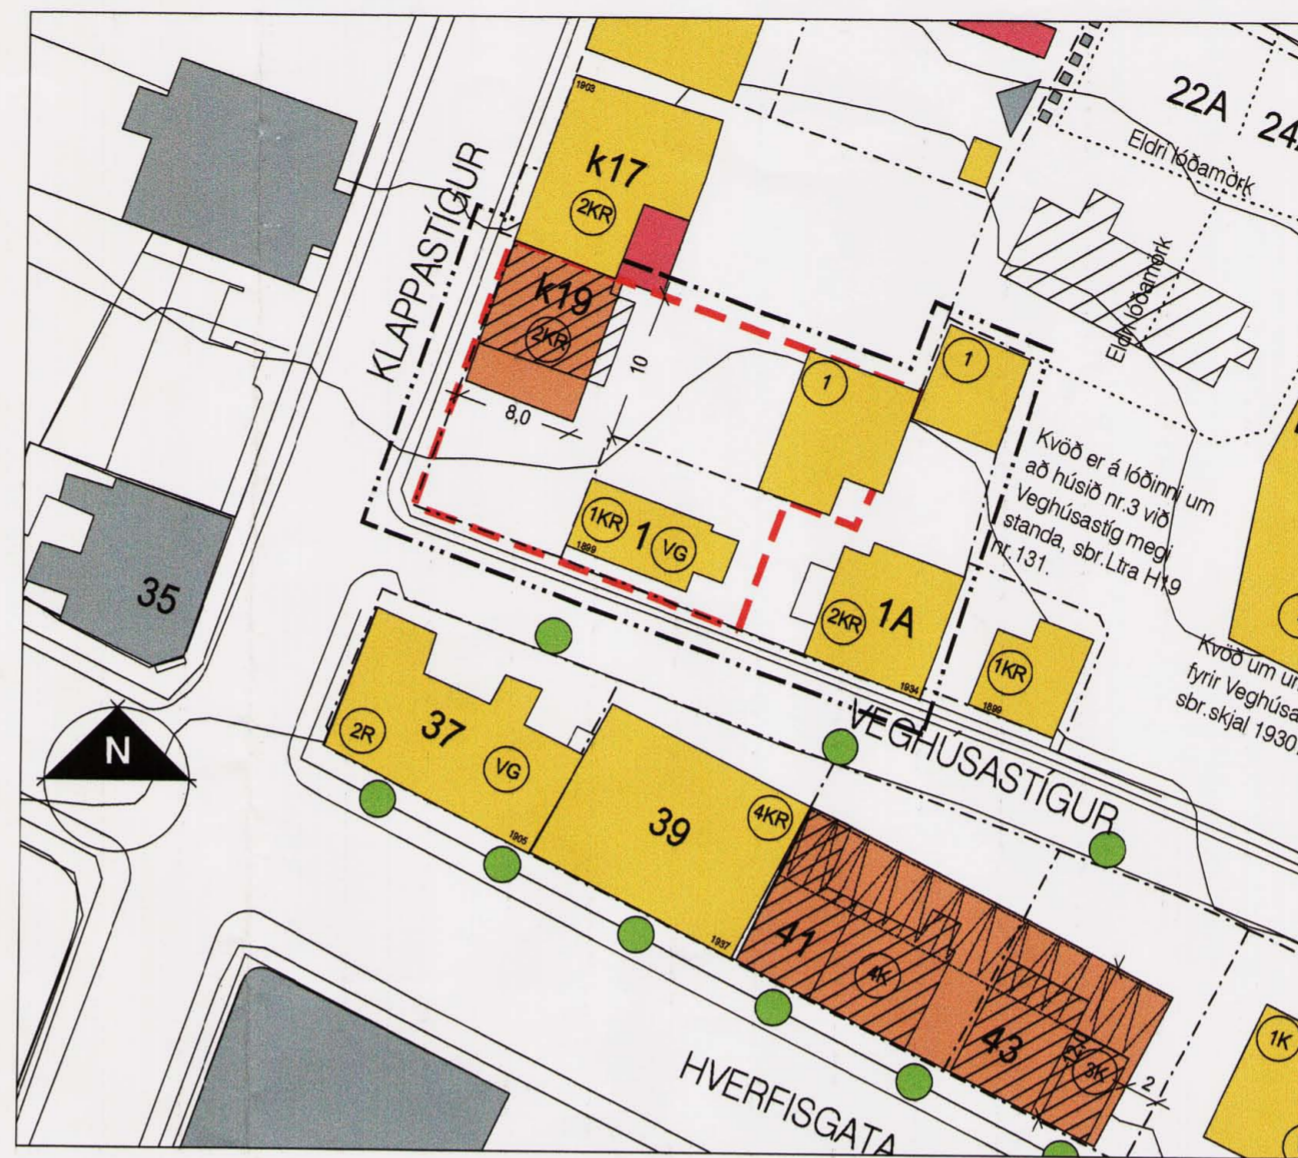 1903
k17
2KR
KLAPPASTÍGUR
k19
2KR
8,0
10
22A
Eldri lóðamörk
Eldri lóðamörk
1
1
Kvöð er á lóðinni um
að húsið nr.3 við
Veghúsastíg megi
standa, sbr.Ltra H19
nr.131.
35
1KR
1
VG
1899
2KR
1A
1934
1KR
1899
Kvöð um
fyrir Veghúsa
sbr.skjal 1930
N
2R
37
VG
1905
39
4KR
1937
VEGHÚSASTÍGUR
41
4K
43
3K
2
1K
HVERFISGATA